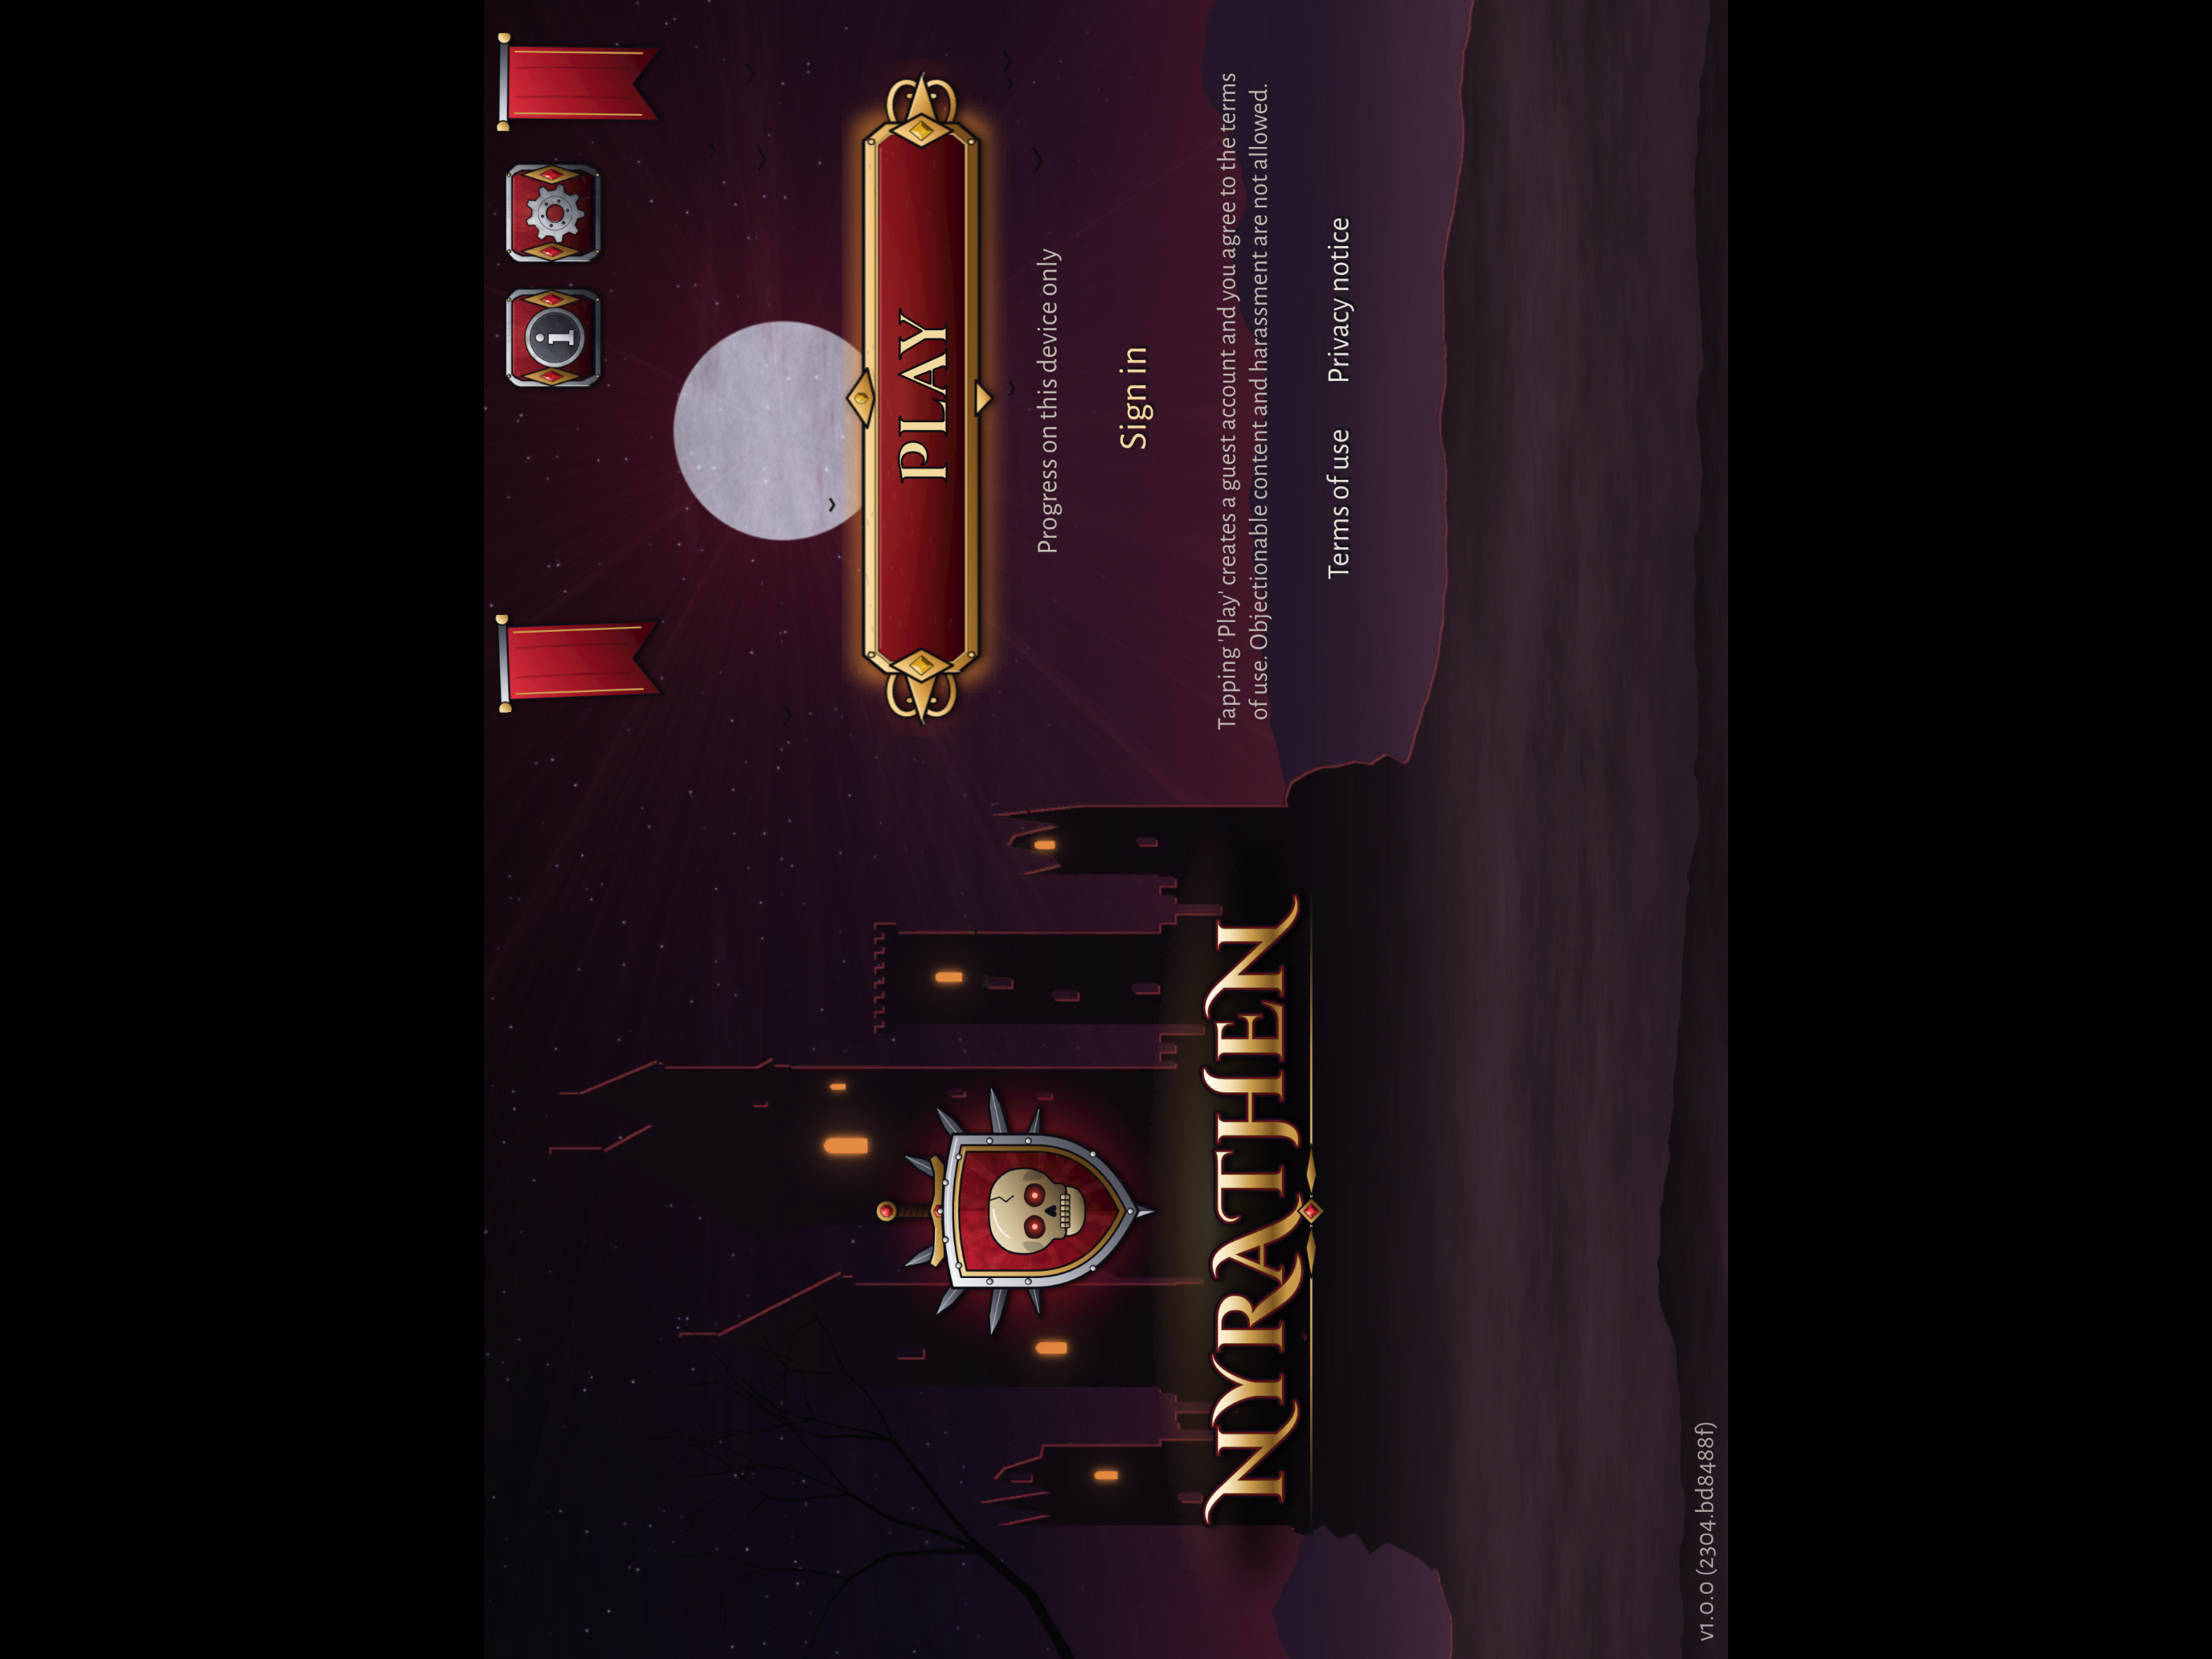 NYRATHEN
PLAY
Progress on this device only
Sign in
Tapping 'Play' creates a guest account and you agree to the terms
of use. Objectionable content and harassment are not allowed.
Terms of use
Privacy notice
v1.0.0 (2304.bd8488f)